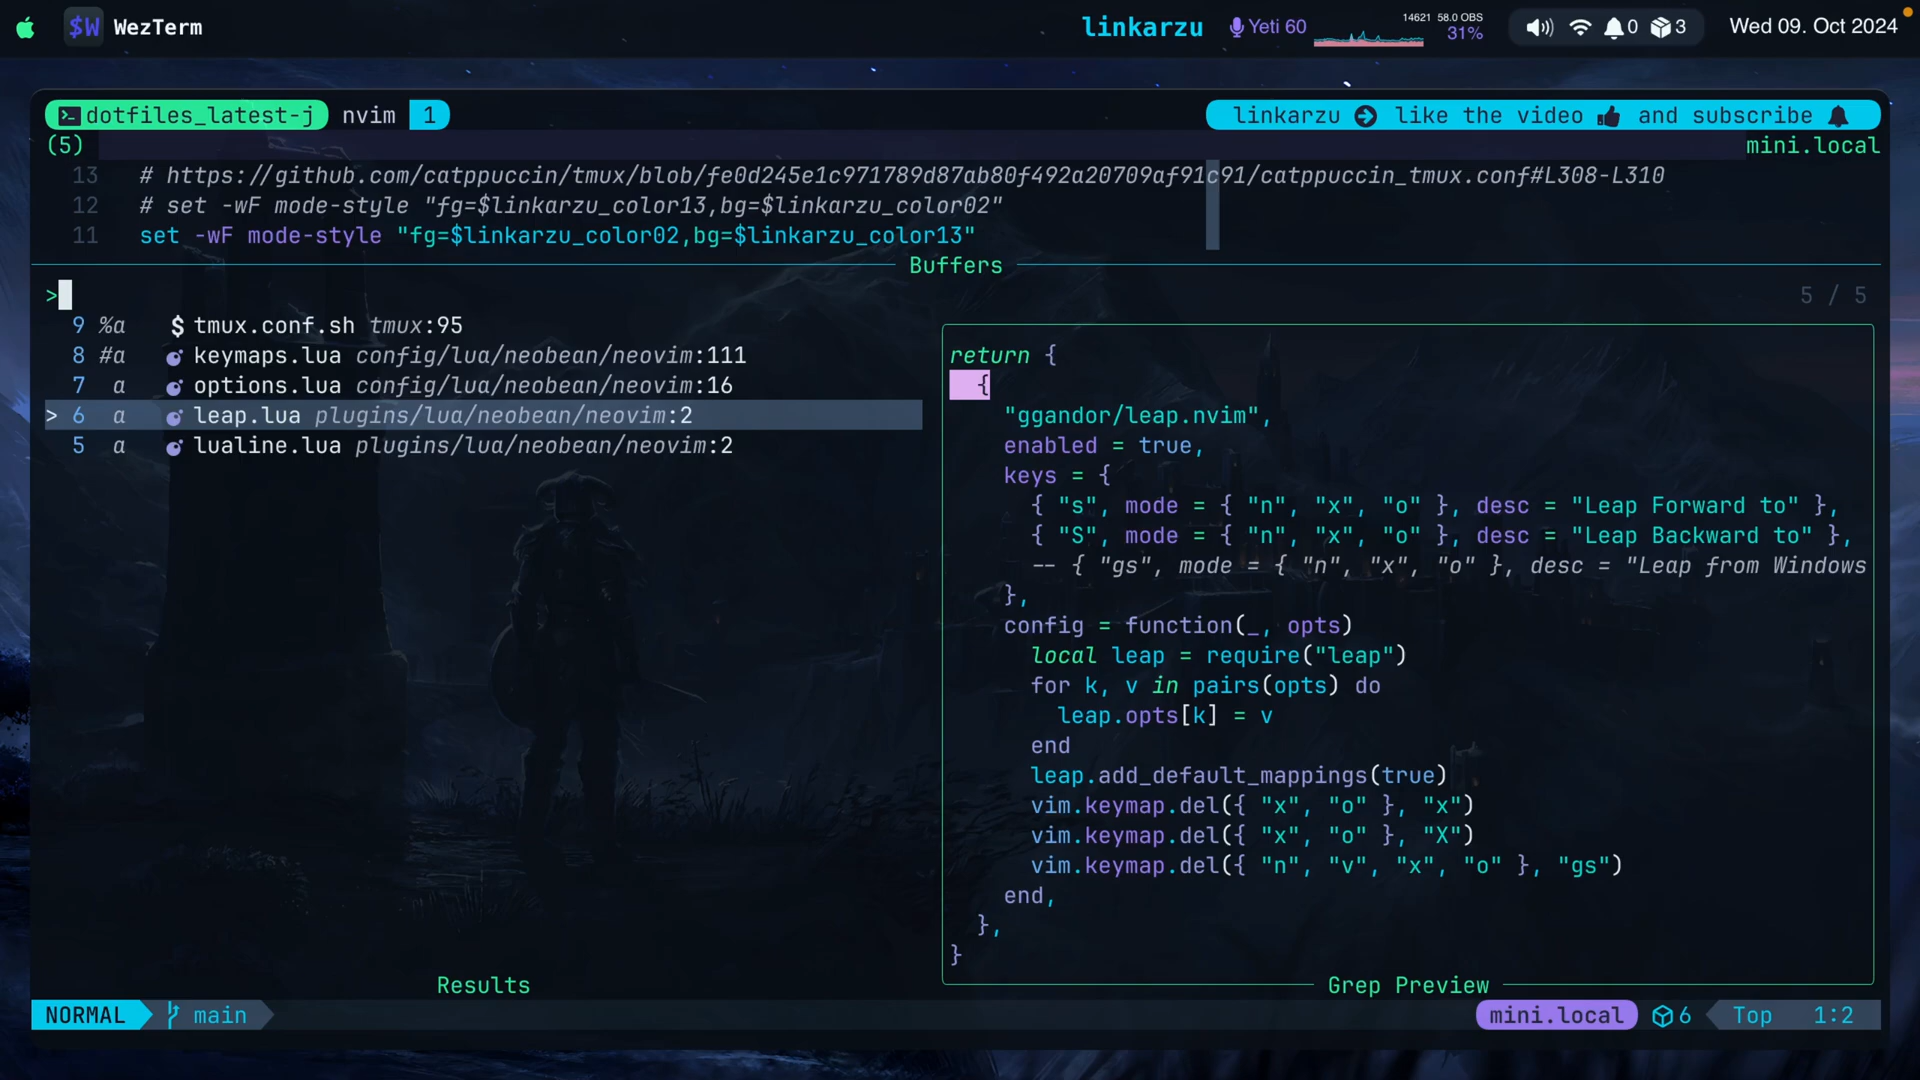 $W WezTerm
linkarzu Yeti 60 14621 58.0 OBS 31% 0 3 Wed 09. Oct 2024
dotfiles_latest-j nvim 1 linkarzu like the video and subscribe
(5) mini.local
13 # https://github.com/catppuccin/tmux/blob/fe0d245e1c971789d87ab80f492a20709af91c91/catppuccin_tmux.conf#L308-L310
12 # set -wF mode-style "fg=$linkarzu_color13,bg=$linkarzu_color02"
11 set -wF mode-style "fg=$linkarzu_color02,bg=$linkarzu_color13"
Buffers
> 5 / 5
9 %a $ tmux.conf.sh tmux:95
8 #a keymaps.lua config/lua/neobean/neovim:111
7 a options.lua config/lua/neobean/neovim:16
> 6 a leap.lua plugins/lua/neobean/neovim:2
5 a lualine.lua plugins/lua/neobean/neovim:2
Results
return {
{
"ggandor/leap.nvim",
enabled = true,
keys = {
{ "s", mode = { "n", "x", "o" }, desc = "Leap Forward to" },
{ "S", mode = { "n", "x", "o" }, desc = "Leap Backward to" },
-- { "gs", mode = { "n", "x", "o" }, desc = "Leap from Windows
},
config = function(_, opts)
local leap = require("leap")
for k, v in pairs(opts) do
leap.opts[k] = v
end
leap.add_default_mappings(true)
vim.keymap.del({ "x", "o" }, "x")
vim.keymap.del({ "x", "o" }, "X")
vim.keymap.del({ "n", "v", "x", "o" }, "gs")
end,
},
}
Grep Preview
NORMAL main mini.local 6 Top 1:2